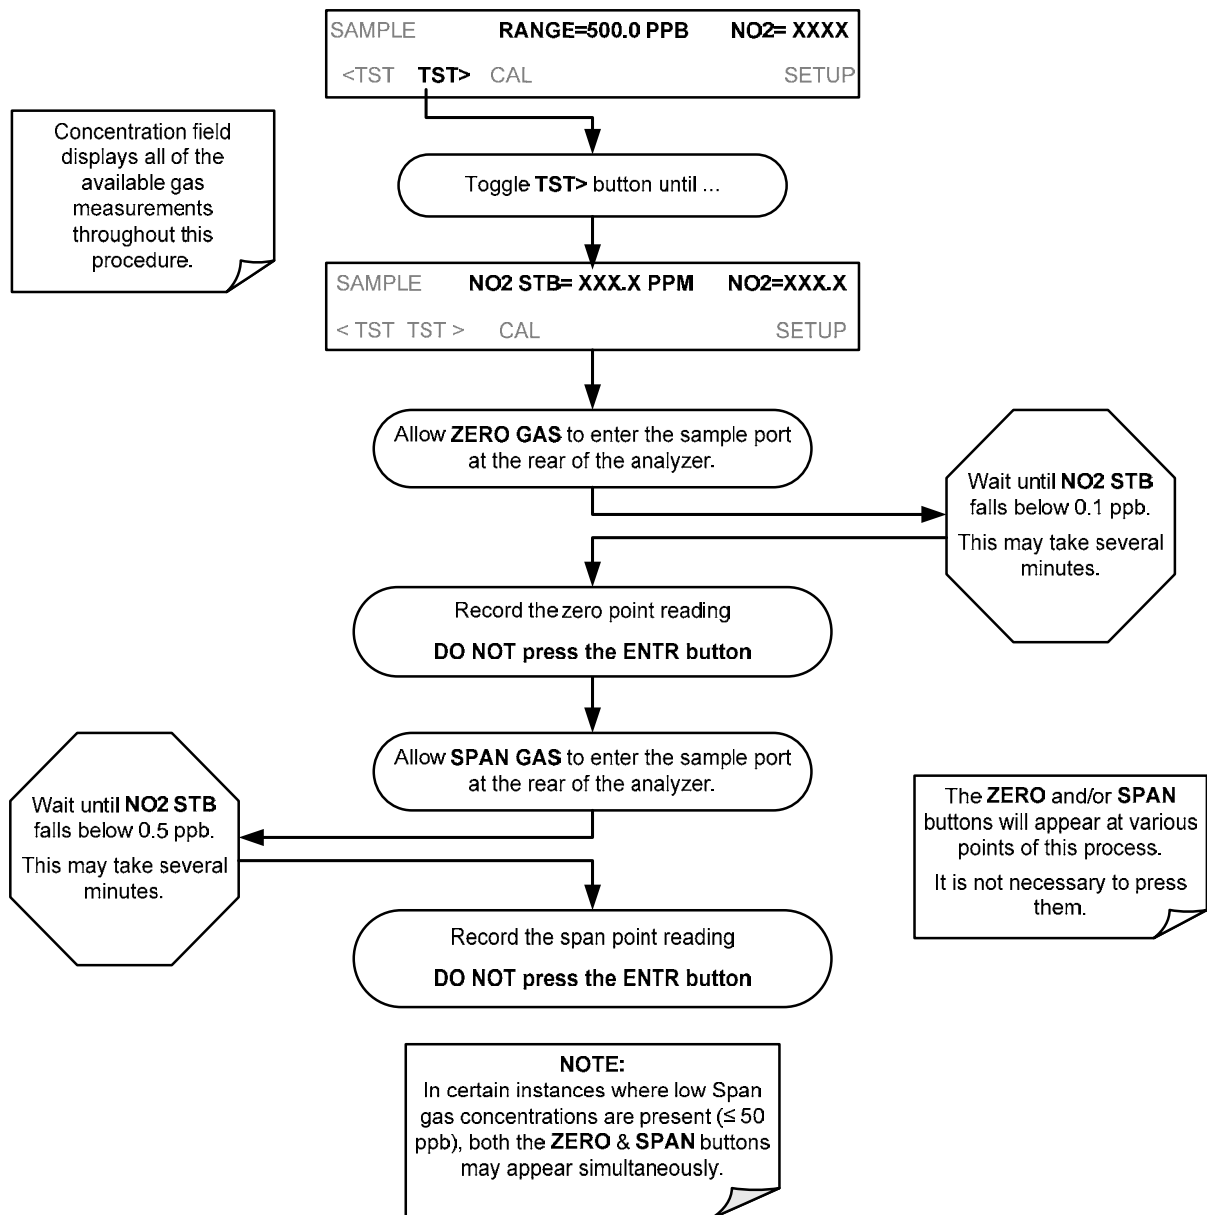 SAMPLE RANGE=500.0 PPB NO2= XXXX
<TST TST> CAL SETUP
Concentration field
displays all of the
available gas
measurements
throughout this
procedure.
Toggle TST> button until ...
SAMPLE NO2 STB= XXX.X PPM NO2=XXX.X
< TST TST > CAL SETUP
Allow ZERO GAS to enter the sample port
at the rear of the analyzer.
Wait until NO2 STB
falls below 0.1 ppb.
This may take several
minutes.
Record the zero point reading
DO NOT press the ENTR button
Allow SPAN GAS to enter the sample port
at the rear of the analyzer.
Wait until NO2 STB
falls below 0.5 ppb.
This may take several
minutes.
The ZERO and/or SPAN
buttons will appear at various
points of this process.
It is not necessary to press
them.
Record the span point reading
DO NOT press the ENTR button
NOTE:
In certain instances where low Span
gas concentrations are present (≤ 50
ppb), both the ZERO & SPAN buttons
may appear simultaneously.